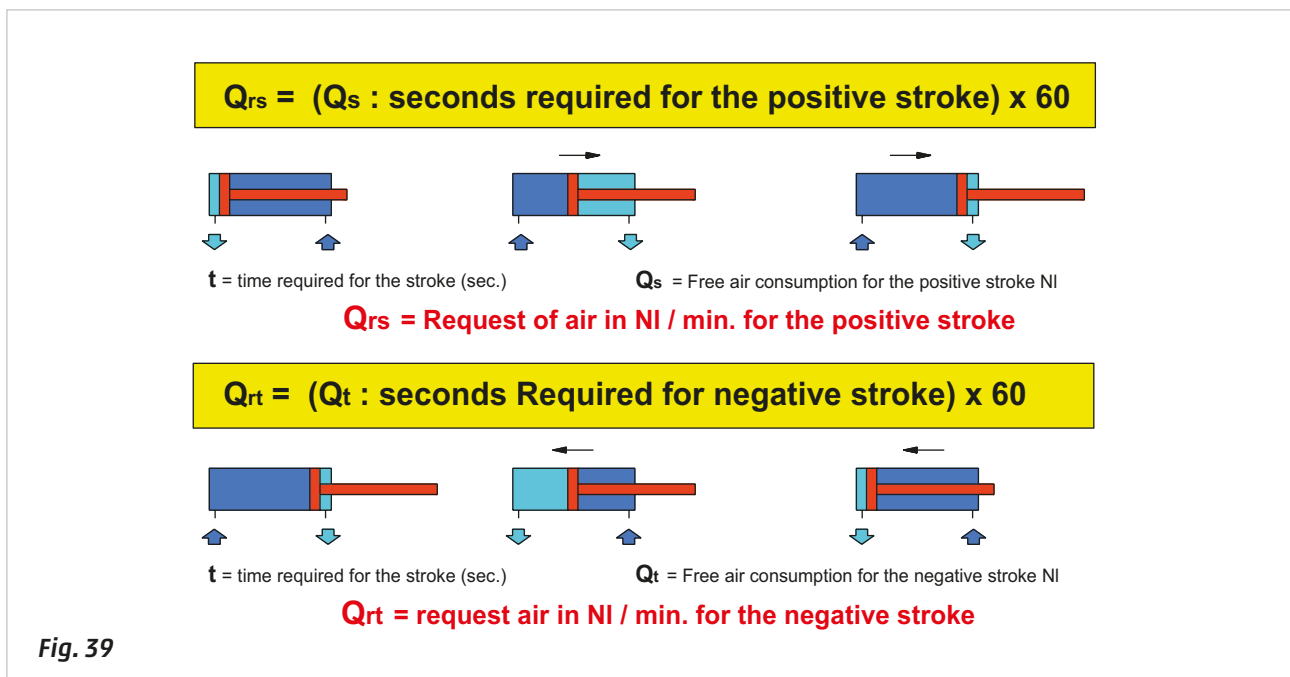 Qrs = (Qs : seconds required for the positive stroke) x 60
t = time required for the stroke (sec.)
Qs = Free air consumption for the positive stroke Nl
Qrs = Request of air in Nl / min. for the positive stroke
Qrt = (Qt : seconds Required for negative stroke) x 60
t = time required for the stroke (sec.)
Qt = Free air consumption for the negative stroke Nl
Qrt = request air in Nl / min. for the negative stroke
Fig. 39